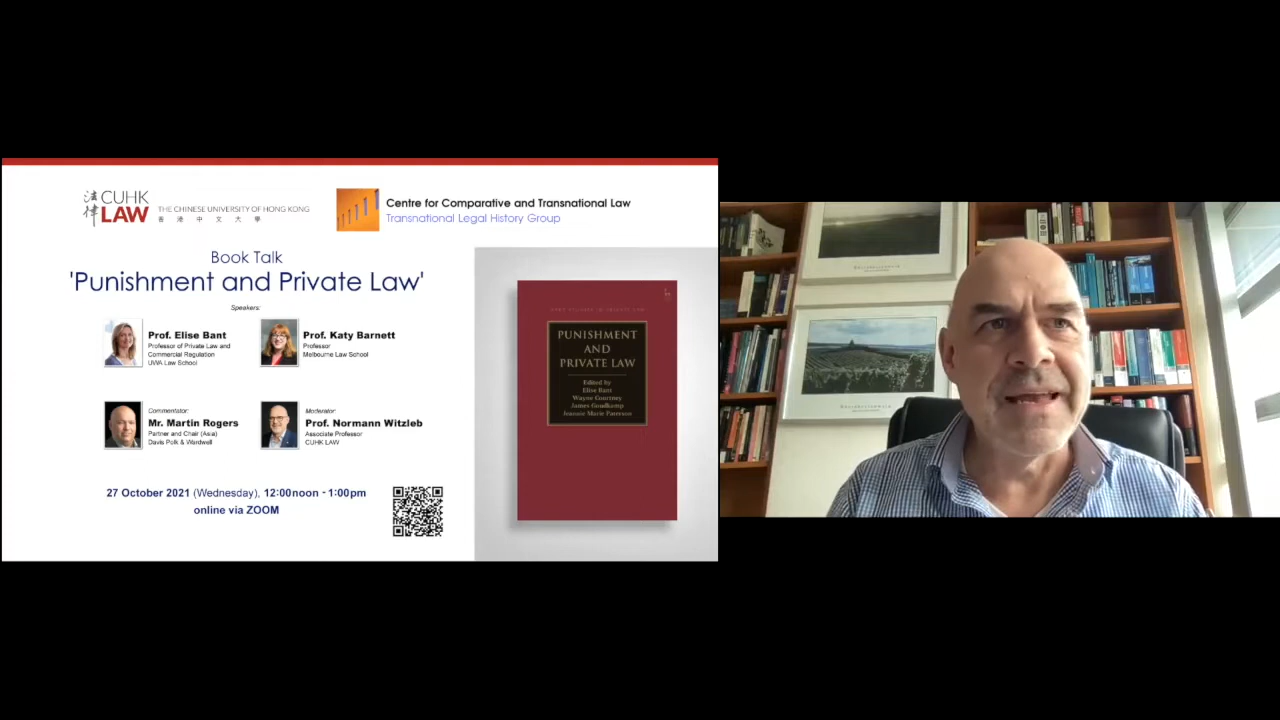 法律
CUHK
LAW
THE CHINESE UNIVERSITY OF HONG KONG
香港中文大學
Centre for Comparative and Transnational Law
Transnational Legal History Group
Book Talk
'Punishment and Private Law'
Speakers:
Prof. Elise Bant
Professor of Private Law and
Commercial Regulation
UWA Law School
Prof. Katy Barnett
Professor
Melbourne Law School
Commentator:
Mr. Martin Rogers
Partner and Chair (Asia)
Davis Polk & Wardwell
Moderator:
Prof. Normann Witzleb
Associate Professor
CUHK LAW
27 October 2021 (Wednesday), 12:00noon - 1:00pm
online via ZOOM
PUNISHMENT
AND
PRIVATE LAW
Edited by
Elise Bant
Wayne Courtney
James Goudkamp
Jeannie Marie Paterson